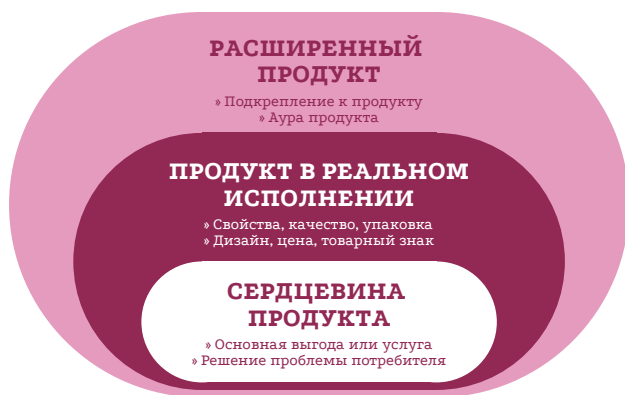 РАСШИРЕННЫЙ
ПРОДУКТ
» Подкрепление к продукту
» Аура продукта
ПРОДУКТ В РЕАЛЬНОМ
ИСПОЛНЕНИИ
» Свойства, качество, упаковка
» Дизайн, цена, товарный знак
СЕРДЦЕВИНА
ПРОДУКТА
» Основная выгода или услуга
» Решение проблемы потребителя